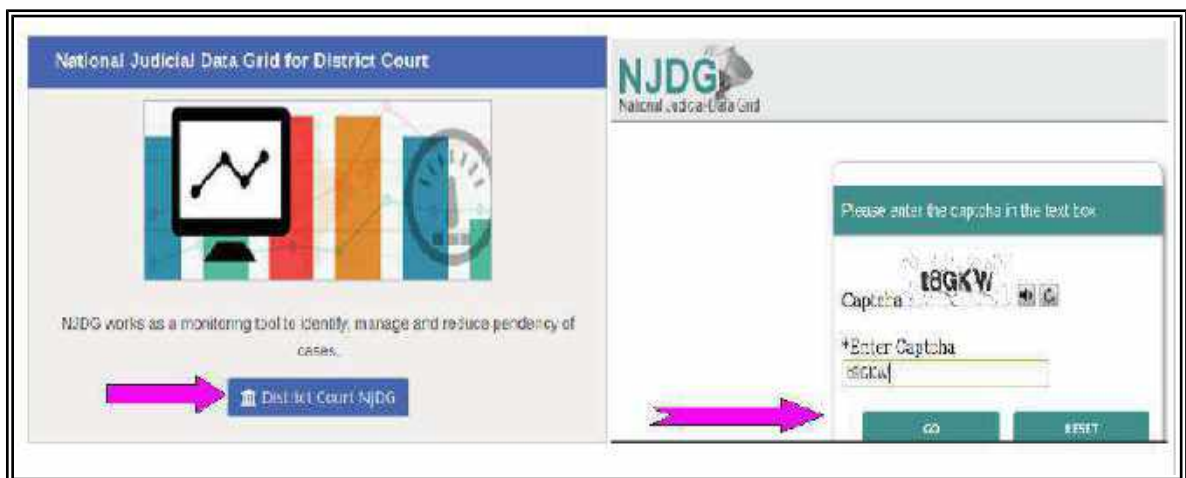 National Judicial Data Grid for District Court
NJDG works as a monitoring tool to identify, manage and reduce pendency of
cases.
District Court NJDG
NJDG
National Judicial Data Grid
Please enter the captcha in the text box
Captcha t8GKW
*Enter Captcha
t8GKW
GO RESET